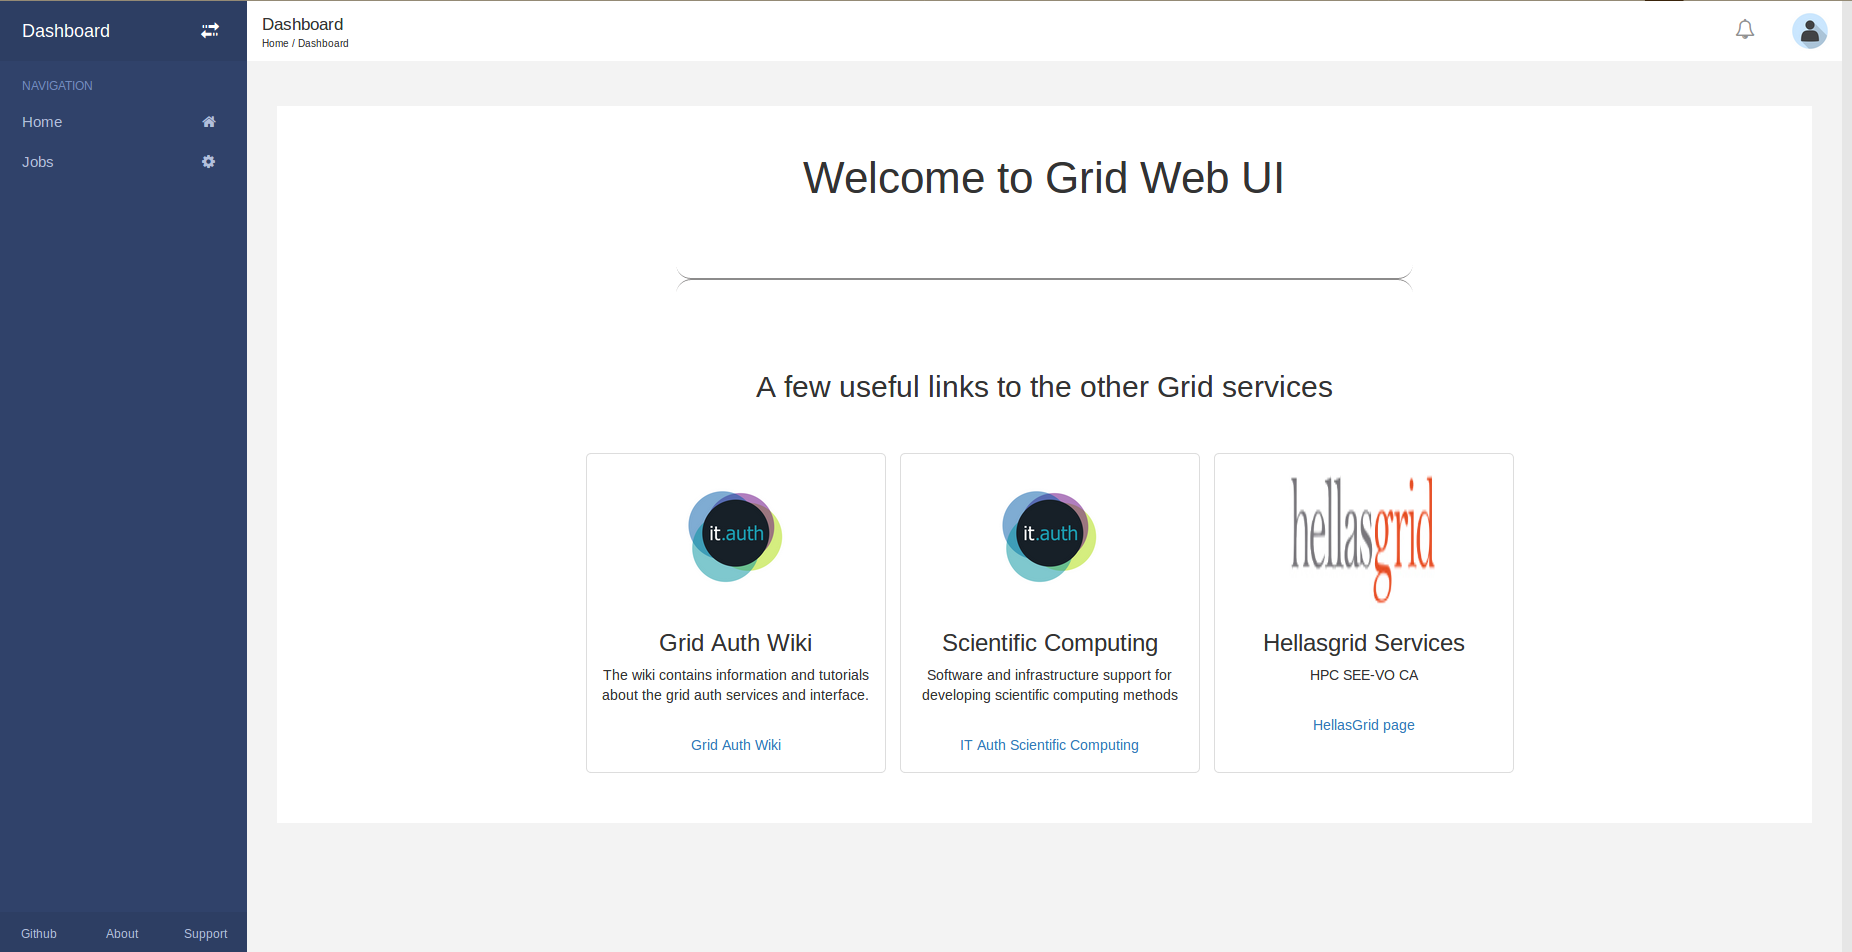 Dashboard
NAVIGATION
Home
Jobs
Github About Support
Dashboard
Home / Dashboard
Welcome to Grid Web UI
A few useful links to the other Grid services
it.auth
Grid Auth Wiki
The wiki contains information and tutorials
about the grid auth services and interface.
Grid Auth Wiki
it.auth
Scientific Computing
Software and infrastructure support for
developing scientific computing methods
IT Auth Scientific Computing
hellasgrid
Hellasgrid Services
HPC SEE-VO CA
HellasGrid page